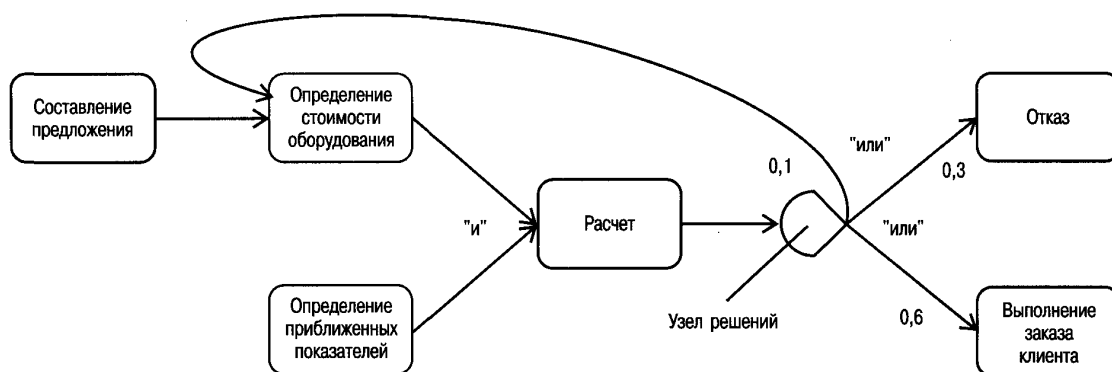 Составление
предложения
Определение
стоимости
оборудования
"и"
Определение
приближенных
показателей
Расчет
0,1
Узел решений
"или"
0,3
"или"
0,6
Отказ
Выполнение
заказа
клиента